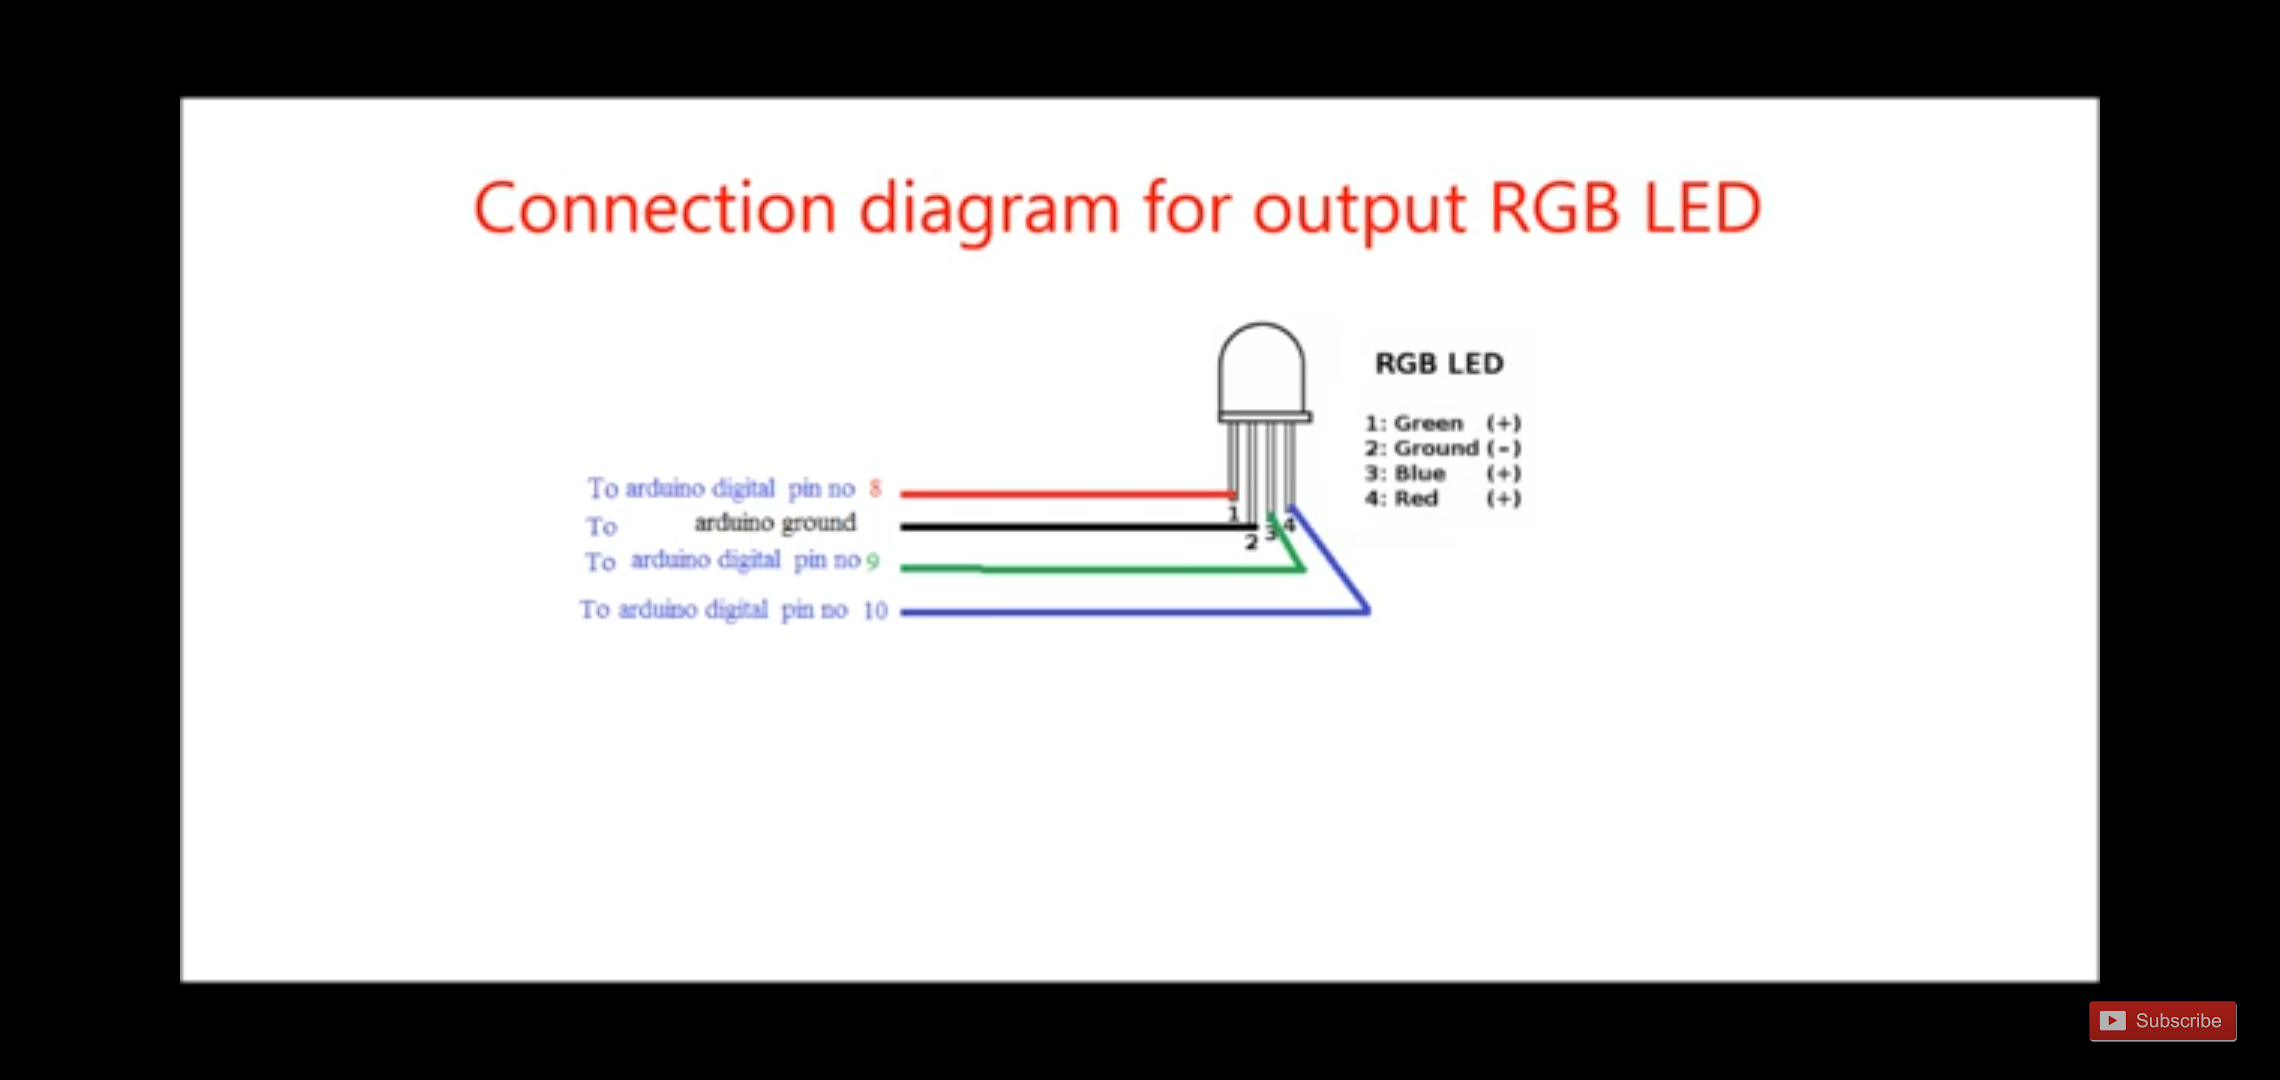 Connection diagram for output RGB LED
RGB LED
1: Green (+)
2: Ground (-)
3: Blue (+)
4: Red (+)
To arduino digital pin no 8
To arduino ground
To arduino digital pin no 9
To arduino digital pin no 10
1
2
3
4
Subscribe